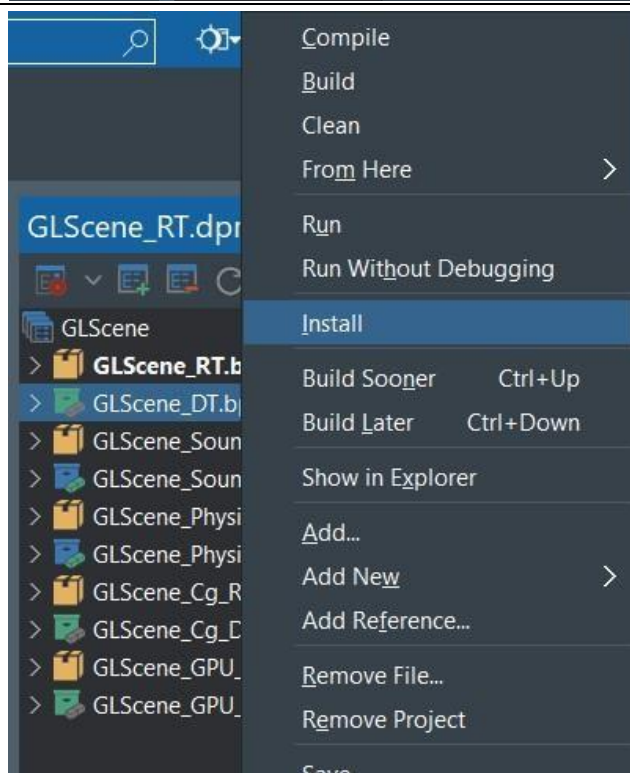 GLScene_RT.dpr
GLScene
GLScene_RT.b
GLScene_DT.b
GLScene_Soun
GLScene_Soun
GLScene_Physi
GLScene_Physi
GLScene_Cg_R
GLScene_Cg_D
GLScene_GPU_
GLScene_GPU_
Compile
Build
Clean
From Here
Run
Run Without Debugging
Install
Build Sooner Ctrl+Up
Build Later Ctrl+Down
Show in Explorer
Add...
Add New
Add Reference...
Remove File...
Remove Project
Save